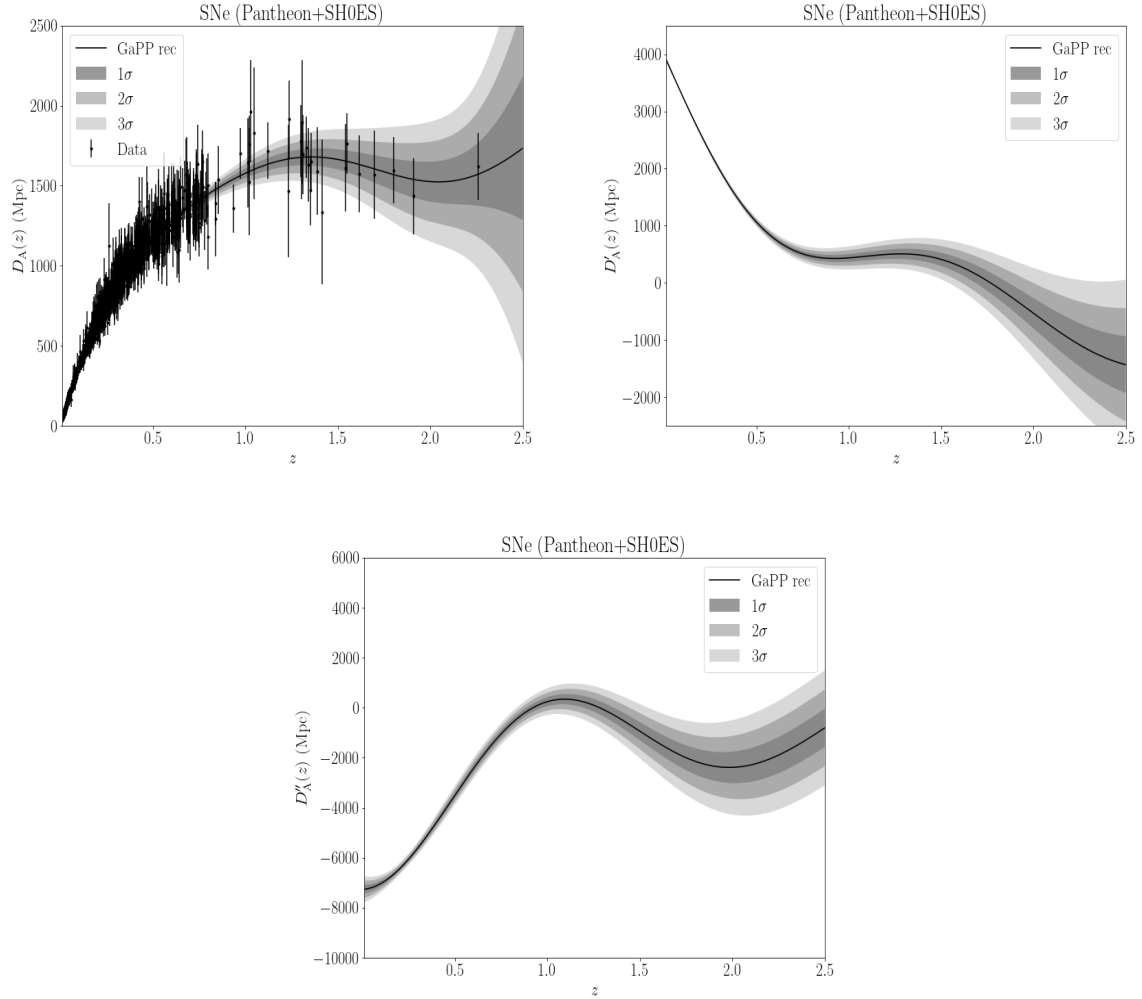 SNe (Pantheon+SH0ES)
2500
2000
1500
1000
500
0
D_A(z) (Mpc)
GaPP rec
1σ
2σ
3σ
Data
0.5 1.0 1.5 2.0 2.5
z
SNe (Pantheon+SH0ES)
4000
3000
2000
1000
0
−1000
−2000
D′_A(z) (Mpc)
GaPP rec
1σ
2σ
3σ
0.5 1.0 1.5 2.0 2.5
z
SNe (Pantheon+SH0ES)
6000
4000
2000
0
−2000
−4000
−6000
−8000
−10000
D″_A(z) (Mpc)
GaPP rec
1σ
2σ
3σ
0.5 1.0 1.5 2.0 2.5
z